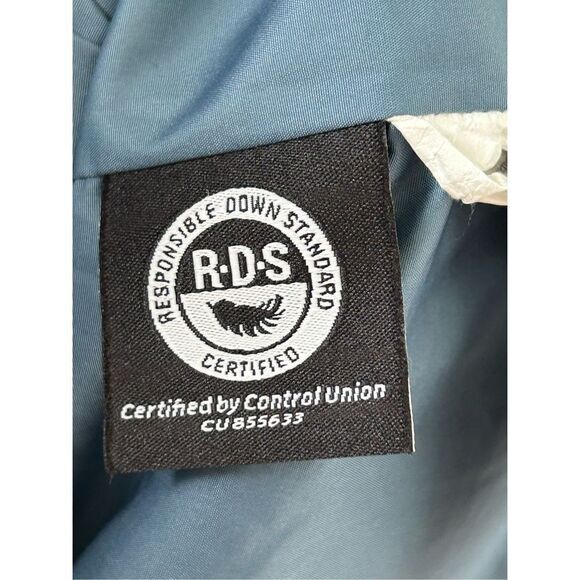 RESPONSIBLE DOWN STANDARD
R·D·S
CERTIFIED
Certified by Control Union
CU 855633